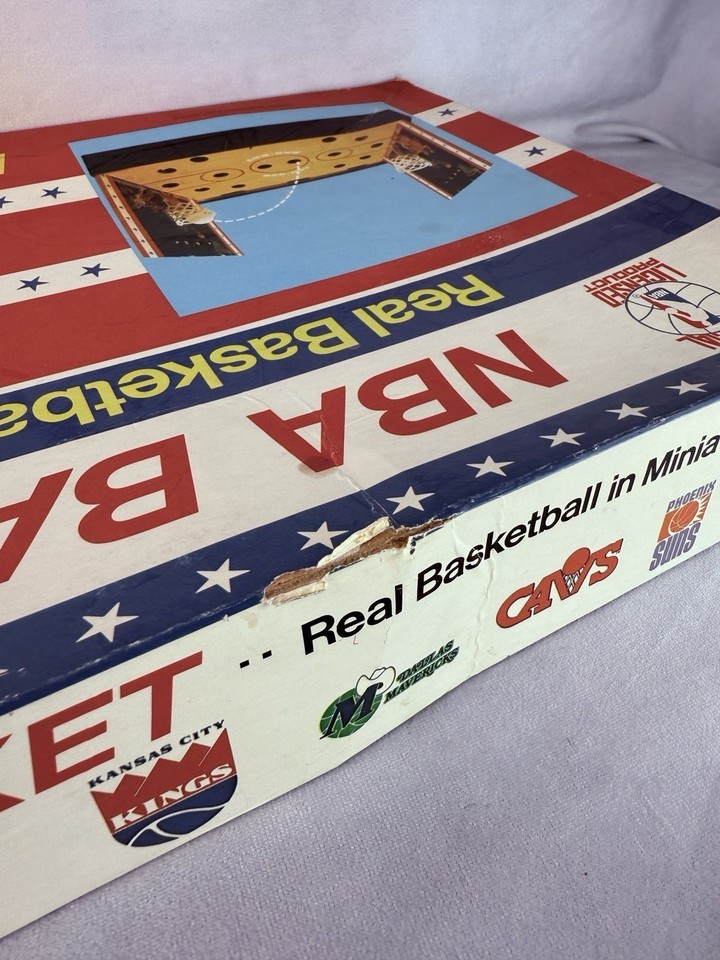 Real Basketba
NBA BA
LICENSED
PRODUCT
NBA
KET .. Real Basketball in Minia
KANSAS CITY
KINGS
M
DALLAS
MAVERICKS
CAVS
PHOENIX
SUNS